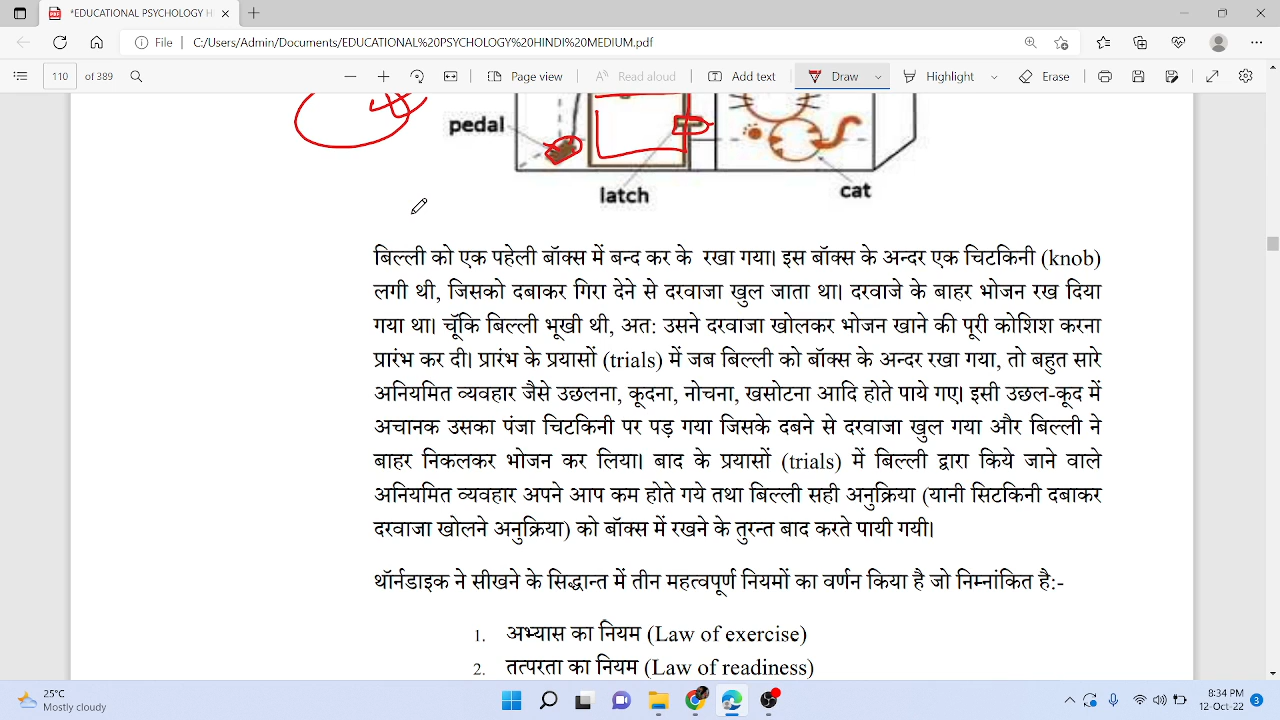 *EDUCATIONAL PSYCHOLOGY H
File C:/Users/Admin/Documents/EDUCATIONAL%20PSYCHOLOGY%20HINDI%20MEDIUM.pdf
110 of 389 Page view Read aloud Add text Draw Highlight Erase
pedal
latch
cat
बिल्ली को एक पहेली बॉक्स में बन्द कर के रखा गया। इस बॉक्स के अन्दर एक चिटकिनी (knob)
लगी थी, जिसको दबाकर गिरा देने से दरवाजा खुल जाता था। दरवाजे के बाहर भोजन रख दिया
गया था। चूॅंकि बिल्ली भूखी थी, अत: उसने दरवाजा खोलकर भोजन खाने की पूरी कोशिश करना
प्रारंभ कर दी। प्रारंभ के प्रयासों (trials) में जब बिल्ली को बॉक्स के अन्दर रखा गया, तो बहुत सारे
अनियमित व्यवहार जैसे उछलना, कूदना, नोचना, खसोटना आदि होते पाये गए। इसी उछल-कूद में
अचानक उसका पंजा चिटकिनी पर पड़ गया जिसके दबने से दरवाजा खुल गया और बिल्ली ने
बाहर निकलकर भोजन कर लिया। बाद के प्रयासों (trials) में बिल्ली द्वारा किये जाने वाले
अनियमित व्यवहार अपने आप कम होते गये तथा बिल्ली सही अनुक्रिया (यानी सिटकिनी दबाकर
दरवाजा खोलने अनुक्रिया) को बॉक्स में रखने के तुरन्त बाद करते पायी गयी।
थॉर्नडाइक ने सीखने के सिद्धान्त में तीन महत्वपूर्ण नियमों का वर्णन किया है जो निम्नांकित है:-
1. अभ्यास का नियम (Law of exercise)
2. तत्परता का नियम (Law of readiness)
25°C
Mostly cloudy
8:34 PM
12-Oct-22
3